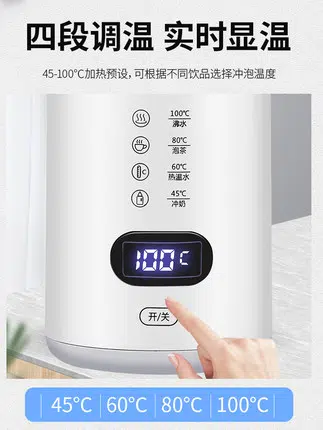 四段调温 实时显温
45-100℃加热预设，可根据不同饮品选择冲泡温度
100℃
沸水
80℃
泡茶
60℃
热温水
45℃
冲奶
100℃
开/关
45℃ 60℃ 80℃ 100℃